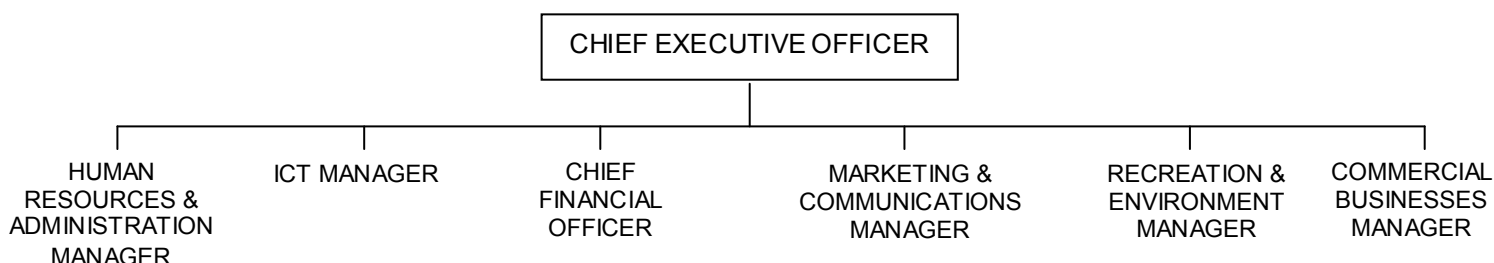 CHIEF EXECUTIVE OFFICER
HUMAN
RESOURCES &
ADMINISTRATION
MANAGER
ICT MANAGER
CHIEF
FINANCIAL
OFFICER
MARKETING &
COMMUNICATIONS
MANAGER
RECREATION &
ENVIRONMENT
MANAGER
COMMERCIAL
BUSINESSES
MANAGER